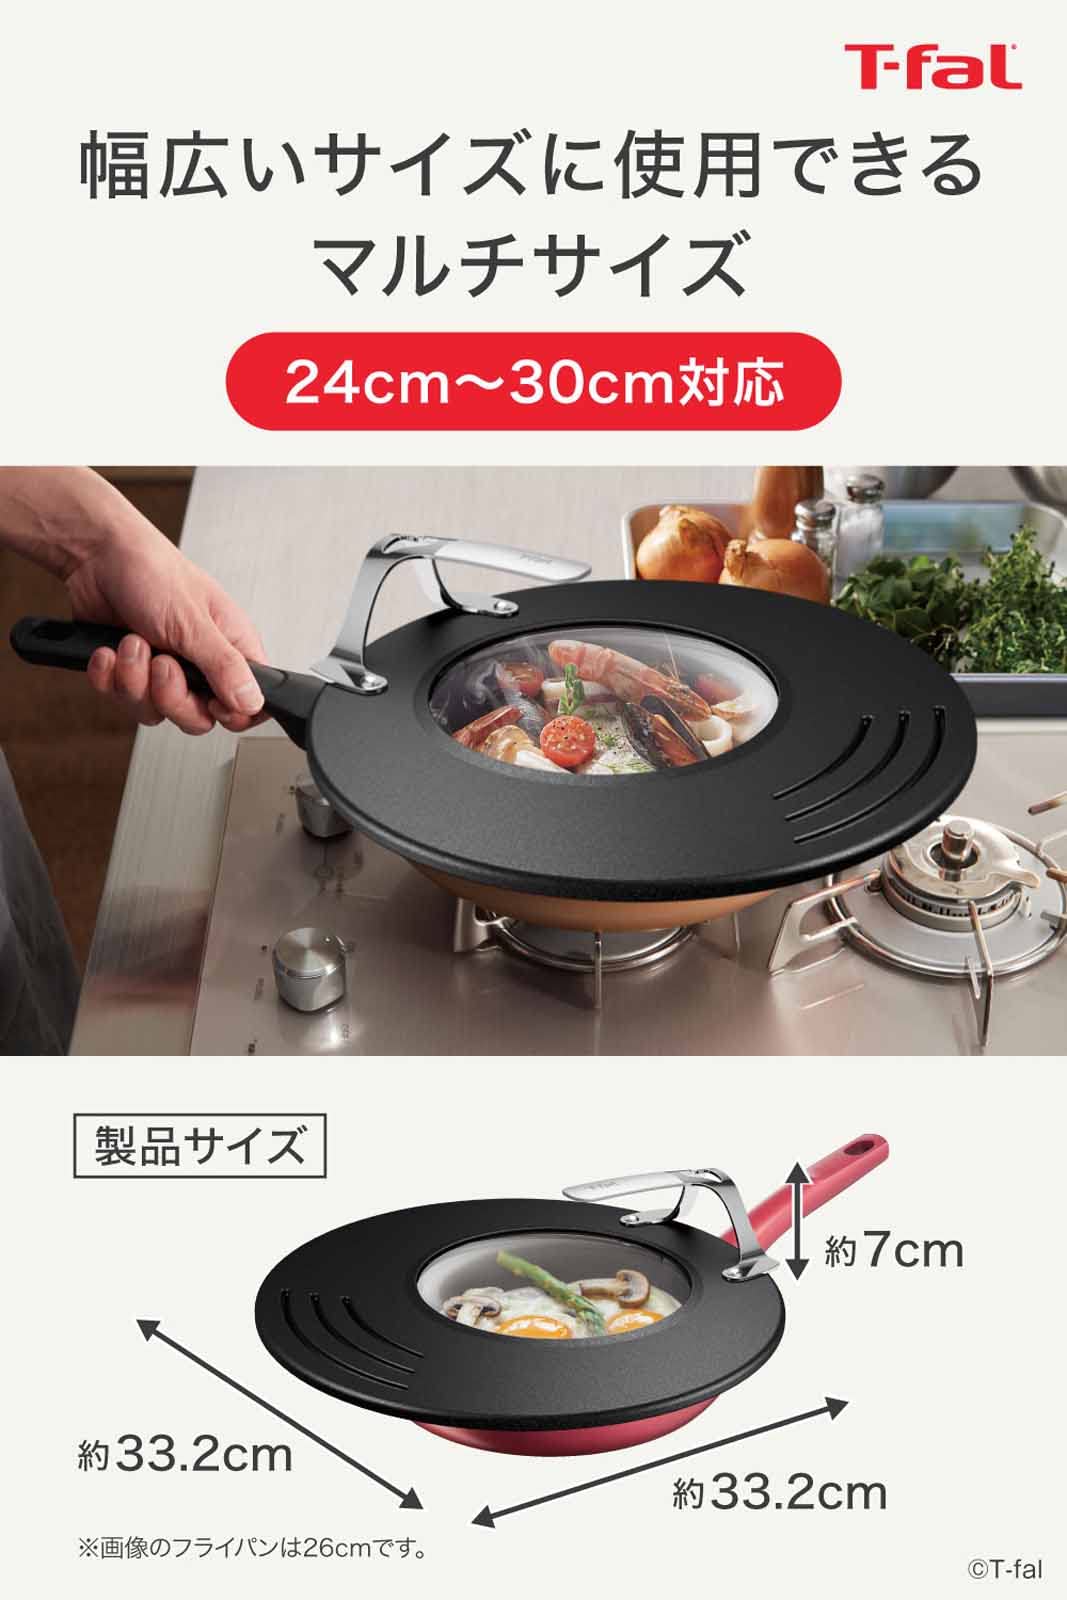 T-fal
幅広いサイズに使用できる
マルチサイズ
24cm〜30cm対応
製品サイズ
T-fal
約7cm
約33.2cm
約33.2cm
※画像のフライパンは26cmです。
©T-fal